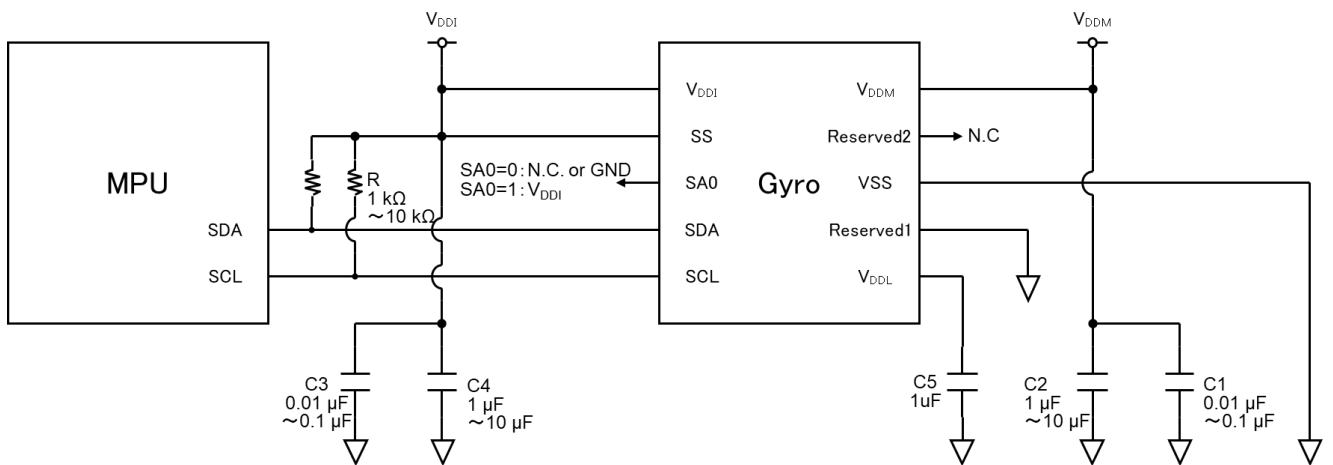 VDDI
VDDM
MPU
SDA
SCL
R
1 kΩ
～10 kΩ
SA0=0: N.C. or GND
SA0=1: VDDI
Gyro
VDDI
SS
SA0
SDA
SCL
VDDM
Reserved2
VSS
Reserved1
VDDL
N.C
C3
0.01 µF
～0.1 µF
C4
1 µF
～10 µF
C5
1uF
C2
1 µF
～10 µF
C1
0.01 µF
～0.1 µF